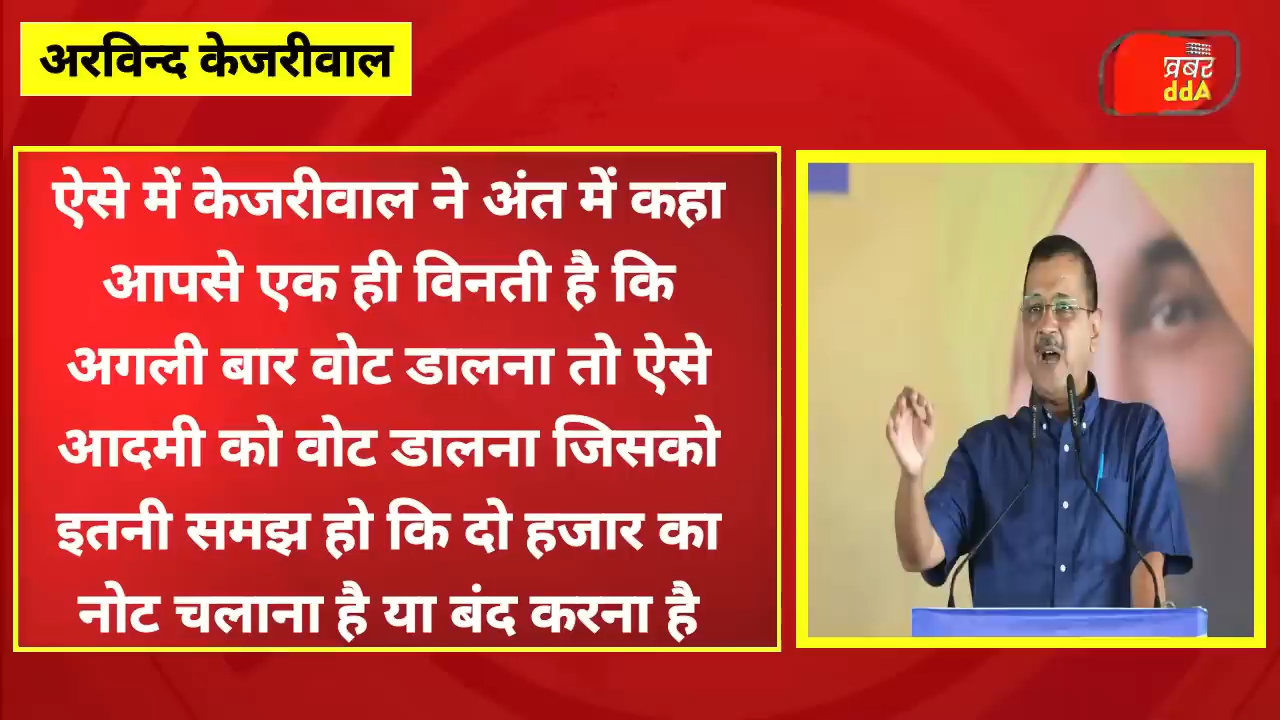 अरविन्द केजरीवाल
ख़बर
ddA
ऐसे में केजरीवाल ने अंत में कहा
आपसे एक ही विनती है कि
अगली बार वोट डालना तो ऐसे
आदमी को वोट डालना जिसको
इतनी समझ हो कि दो हजार का
नोट चलाना है या बंद करना है